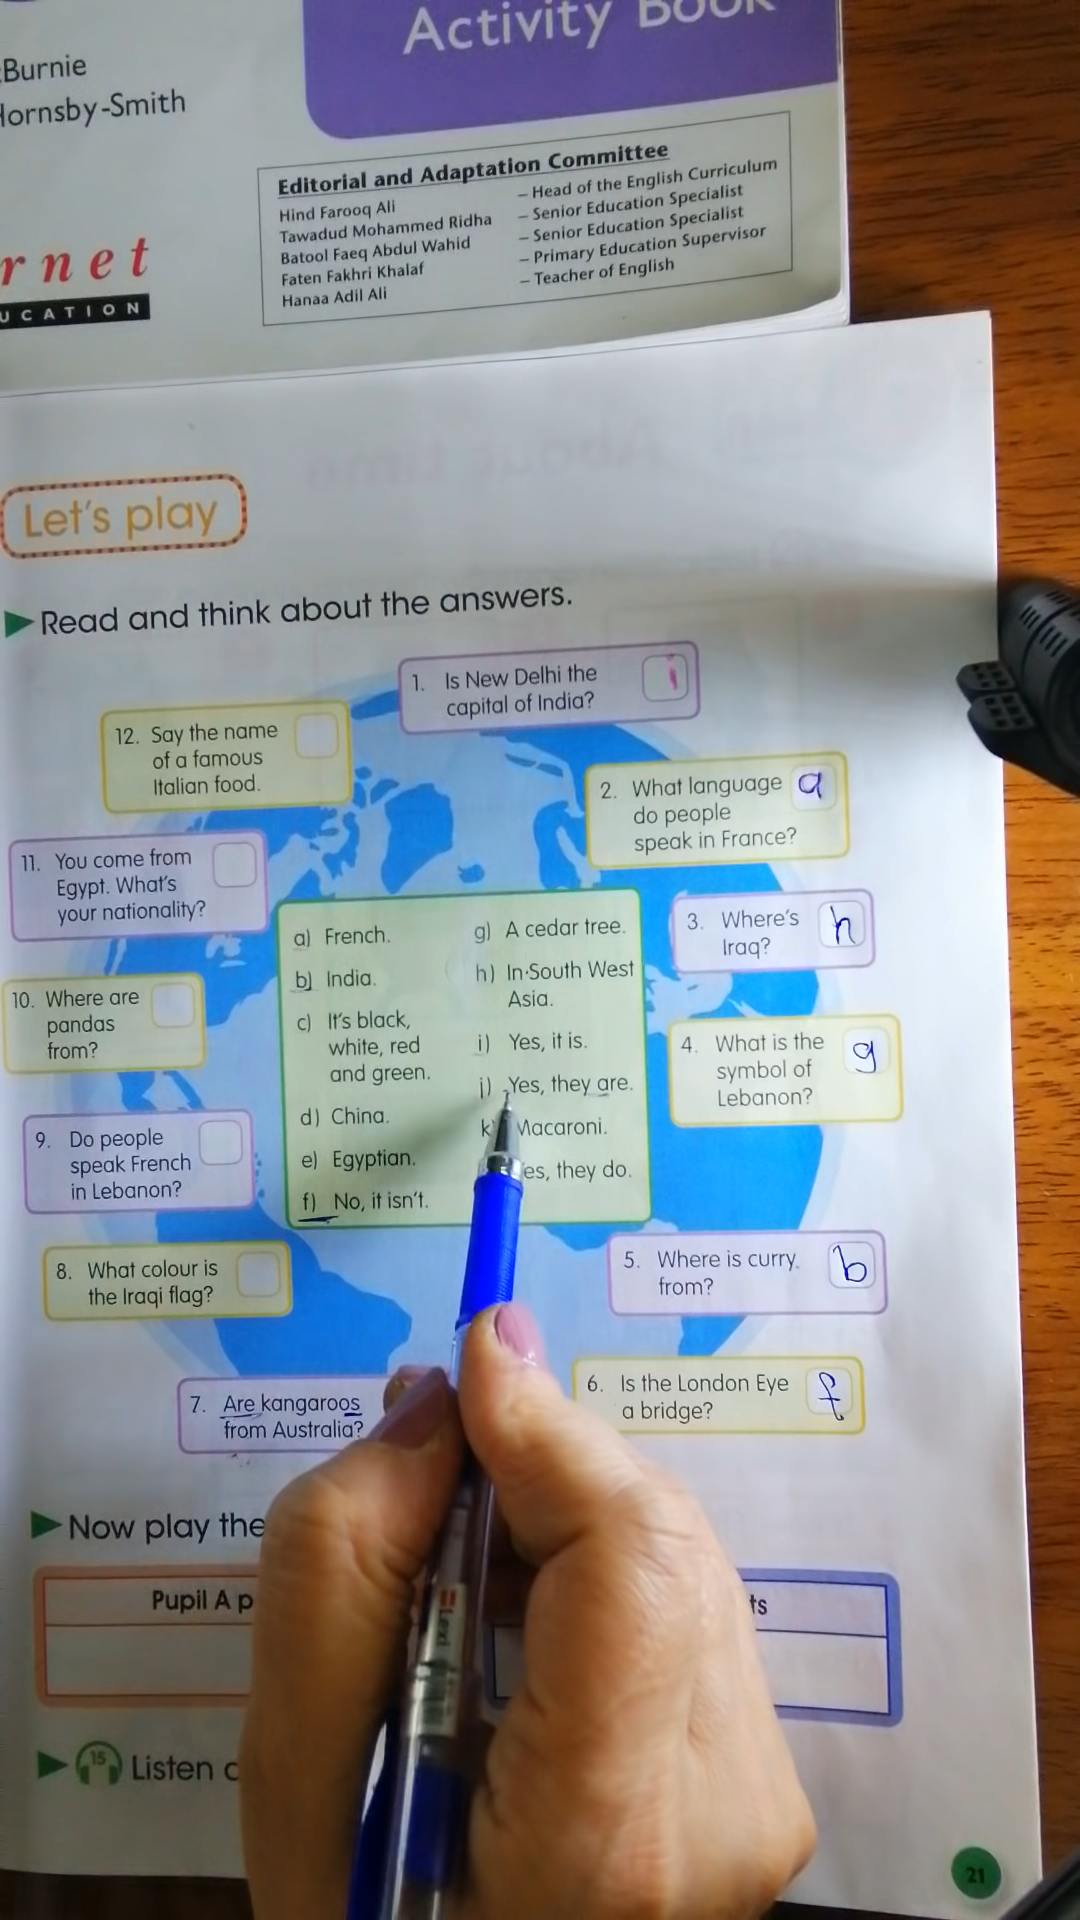 Activity Book
Burnie
Hornsby-Smith
Editorial and Adaptation Committee
Hind Farooq Ali – Head of the English Curriculum
Tawadud Mohammed Ridha – Senior Education Specialist
Batool Faeq Abdul Wahid – Senior Education Specialist
Faten Fakhri Khalaf – Primary Education Supervisor
Hanaa Adil Ali – Teacher of English
rnet
UCATION
Let's play
Read and think about the answers.
1. Is New Delhi the i
capital of India?
12. Say the name
of a famous
Italian food.
2. What language a
do people
speak in France?
11. You come from
Egypt. What's
your nationality?
3. Where's h
Iraq?
10. Where are
pandas
from?
4. What is the g
symbol of
Lebanon?
9. Do people
speak French
in Lebanon?
a) French.
b) India.
c) It's black,
white, red
and green.
d) China.
e) Egyptian.
f) No, it isn't.
g) A cedar tree.
h) In South West
Asia.
i) Yes, it is.
j) Yes, they are.
k) Macaroni.
es, they do.
5. Where is curry b
from?
8. What colour is
the Iraqi flag?
6. Is the London Eye f
a bridge?
7. Are kangaroos
from Australia?
Now play the
Pupil A p
ts
15 Listen
Lexi
21